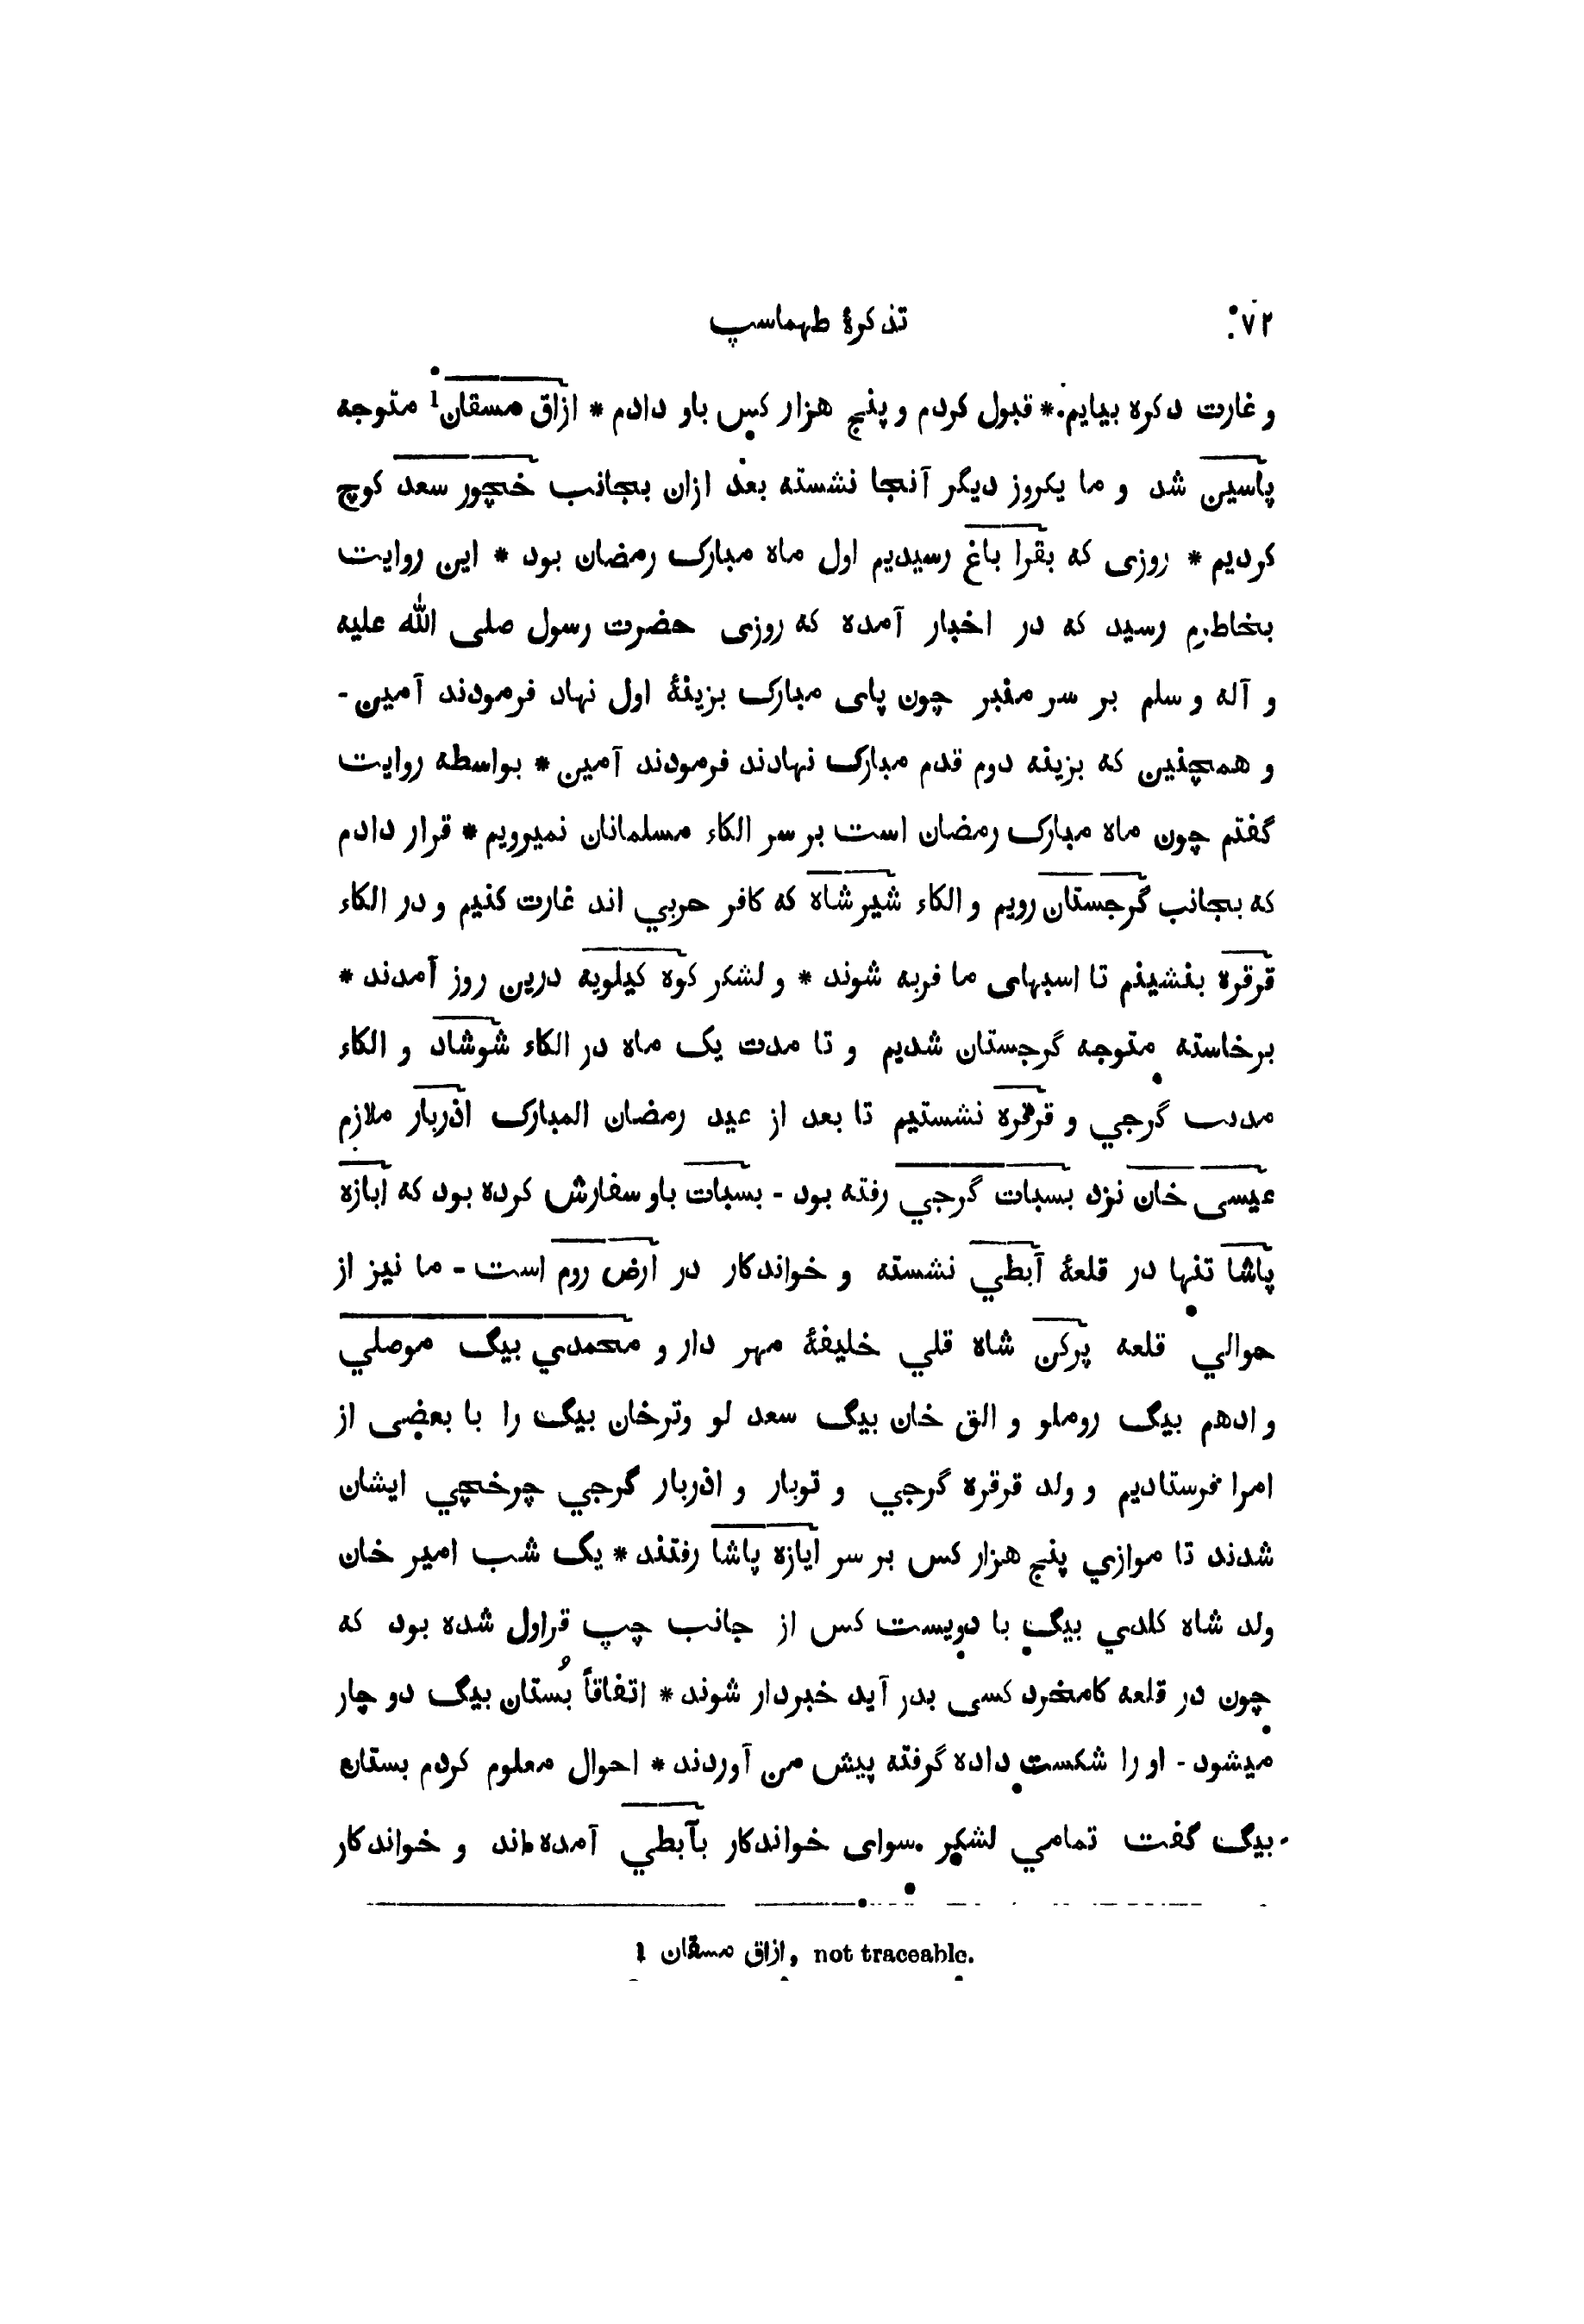 ۷۲ تذکرۀ طهماسپ
و غارت دکره بیایم * قبول کردم و پنج هزار کس باو دادم * ازاق مسقان1 متوجه
پاسین شد و ما یکروز دیگر آنجا نشسته بعد ازان بجانب خچور سعد کوچ
کردیم * روزی که بقرا باغ رسیدیم اول ماه مبارک رمضان بود * این روایت
بخاطرم رسید که در اخبار آمده که روزی حضرت رسول صلی الله علیه
و آله و سلم بر سر منبر چون پای مبارک بزینۀ اول نهاد فرمودند آمین -
و همچنین که بزینه دوم قدم مبارک نهادند فرمودند آمین * بواسطه روایت
گفتم چون ماه مبارک رمضان است بر سر الکاء مسلمانان نمیرویم * قرار دادم
که بجانب گرجستان رویم و الکاء شیرشاه که کافر حربي اند غارت کنیم و در الکاء
قرقره بنشینم تا اسبهای ما فربه شوند * و لشکر کوه کیلویه درین روز آمدند *
برخاسته متوجه گرجستان شدیم و تا مدت یک ماه در الکاء شوشاد و الکاء
گرجي و قرقره نشستیم تا بعد از عید رمضان المبارک اذربار ملازم
عیسی خان نزد بسبات گرجي رفته بود - بسبات باو سفارش کرده بود که ابازه
پاشا تنها در قلعۀ آبطي نشسته و خواندکار در ارض روم است - ما نیز از
حوالي قلعه پرکن شاه قلي خلیفۀ مهر دار و محمدي بیگ موصلي
و ادهم بیگ روملو و الق خان بیگ سعد لو وترخان بیگ را با بعضی از
امرا فرستادیم و ولد قرقره گرجي و توبار و اذربار گرجي چرخچي ایشان
شدند تا موازي پنج هزار کس بر سر ایازه پاشا رفتند * یک شب امیر خان
ولد شاه کلدي بیگ با دویست کس از جانب چپ قراول شده بود که
چون در قلعه کامخرد کسی بدر آید خبردار شوند * اتفاقاً بُستان بیگ دو چار
میشود - او را شکست داده گرفته پیش من آوردند * احوال معلوم کردم بستان
بیگ گفت تمامي لشکر سوای خواندکار بآبطي آمده اند و خواندکار
1 ازاق مسقان, not traceable.